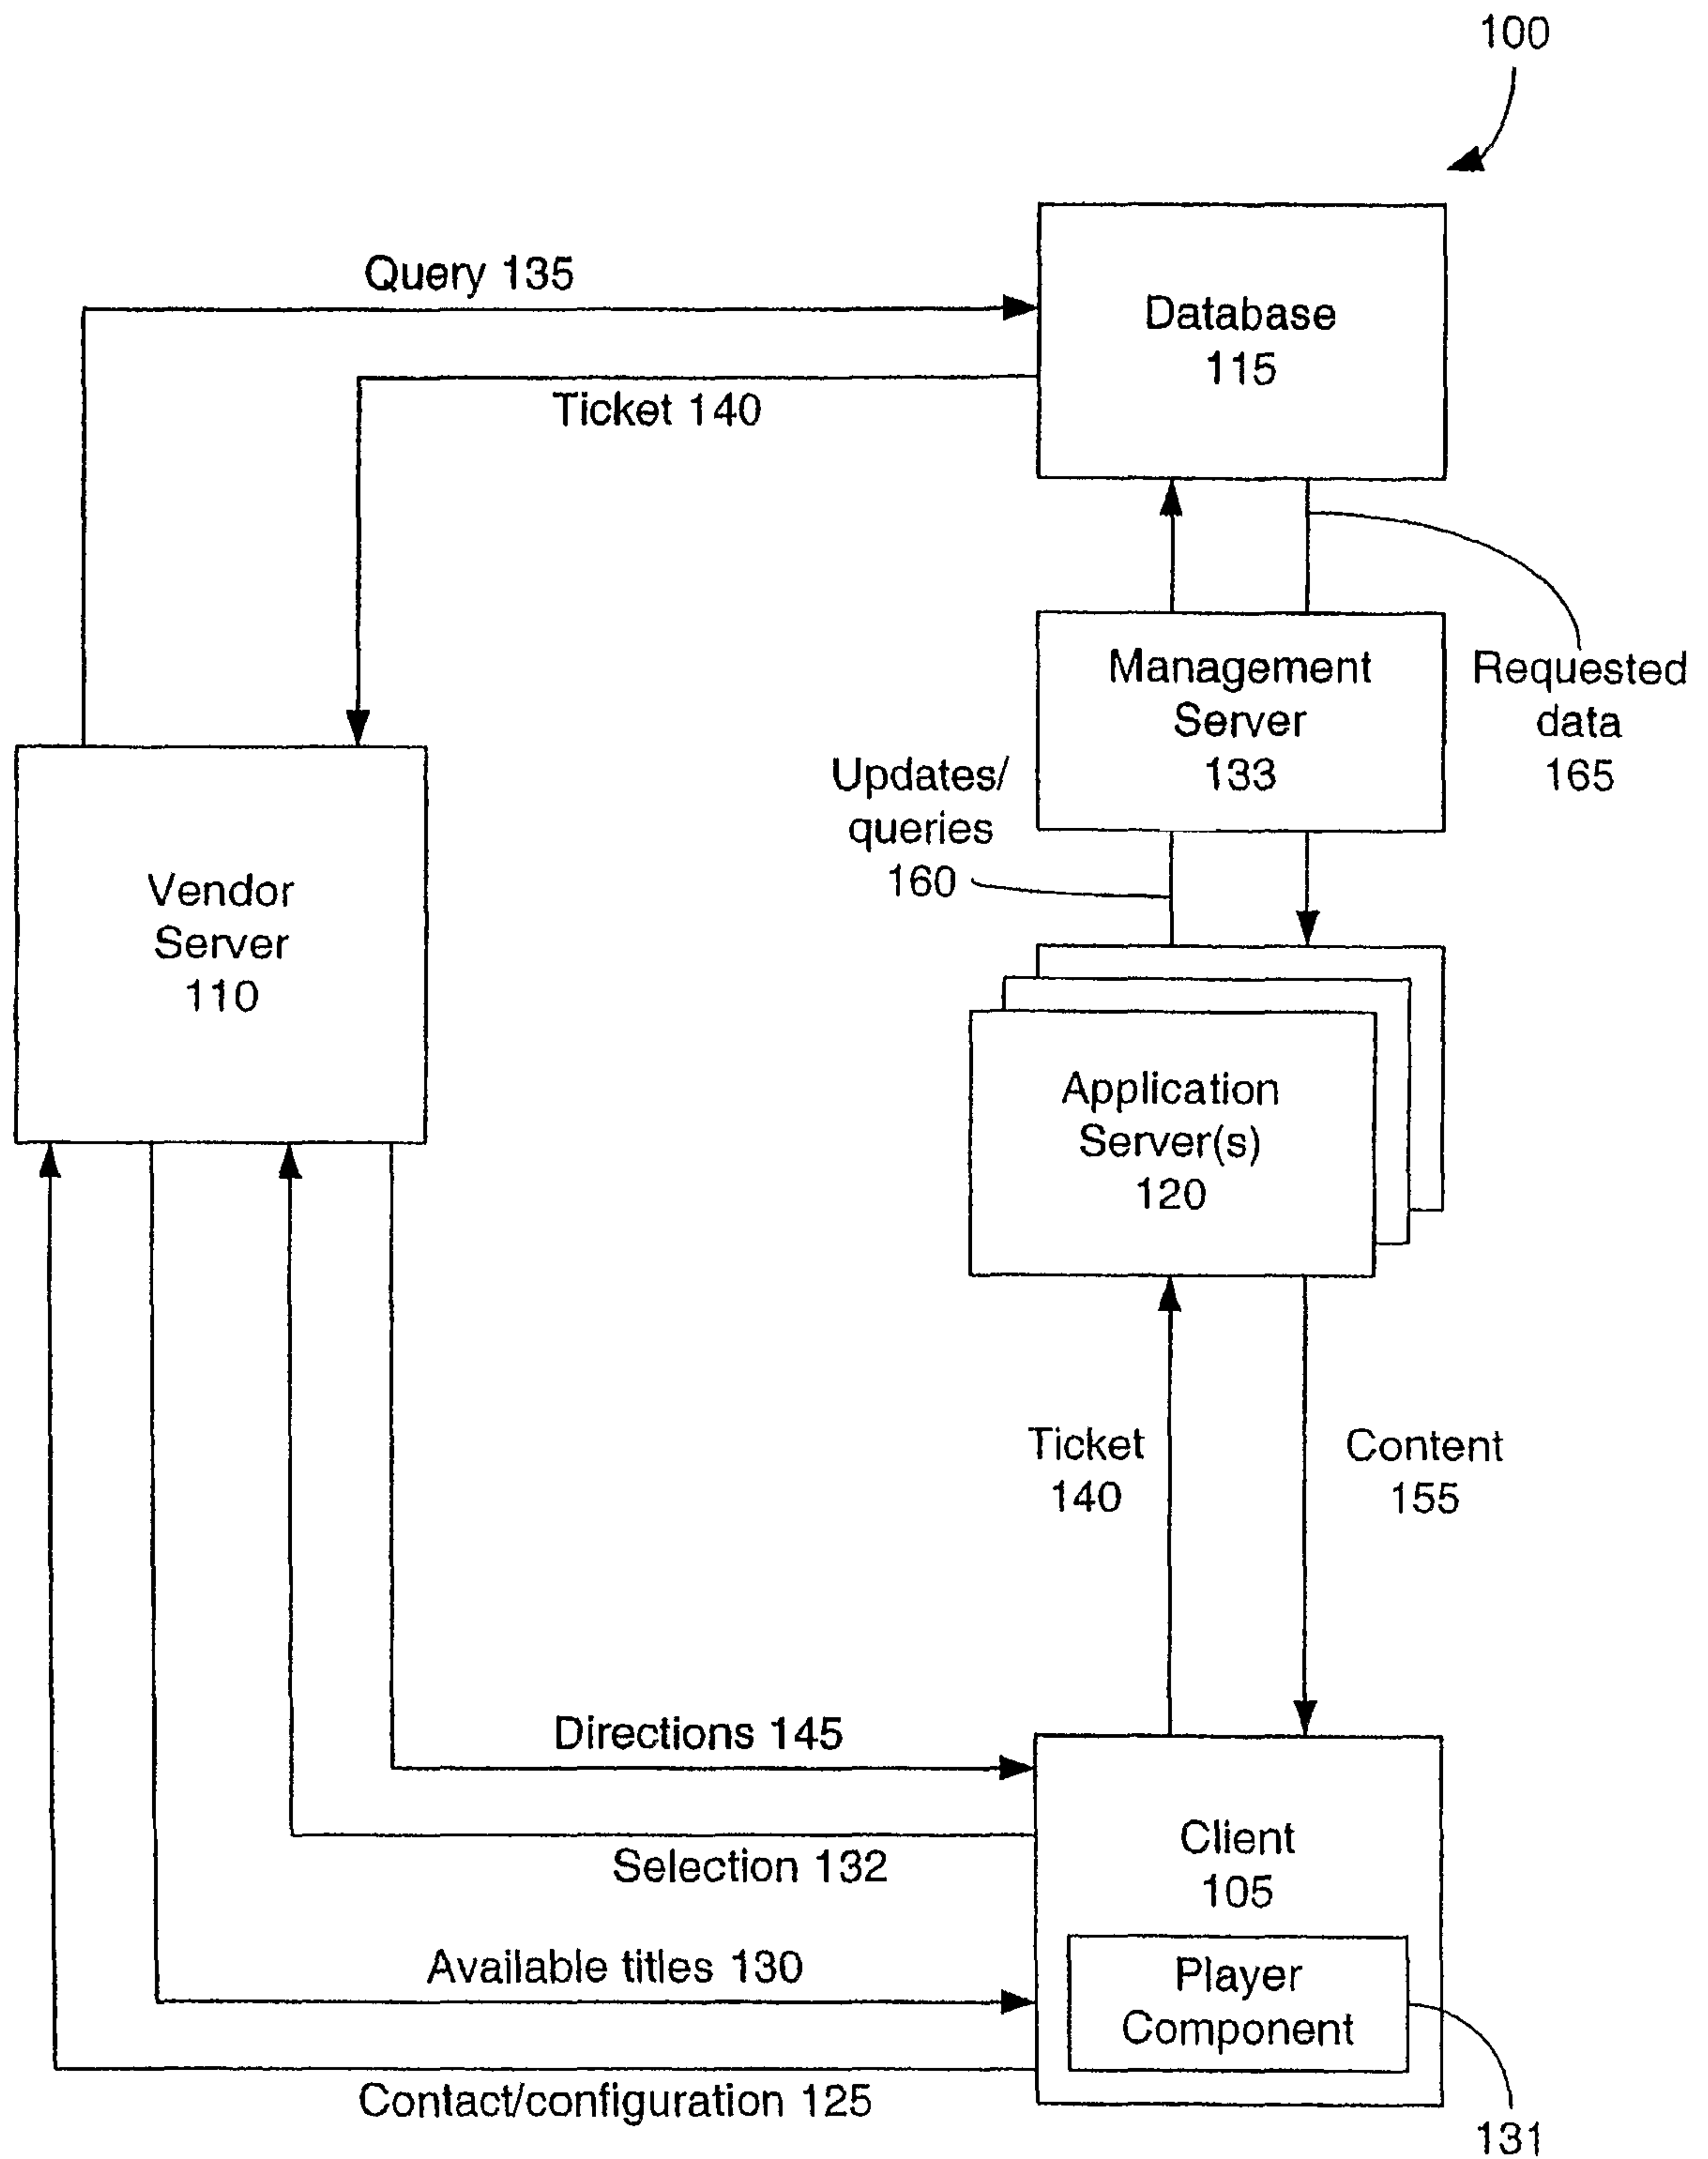 100
Query 135
Database
115
Ticket 140
Management
Server
133
Requested
data
165
Updates/
queries
160
Vendor
Server
110
Application
Server(s)
120
Ticket
140
Content
155
Directions 145
Selection 132
Client
105
Available titles 130
Player
Component
Contact/configuration 125
131